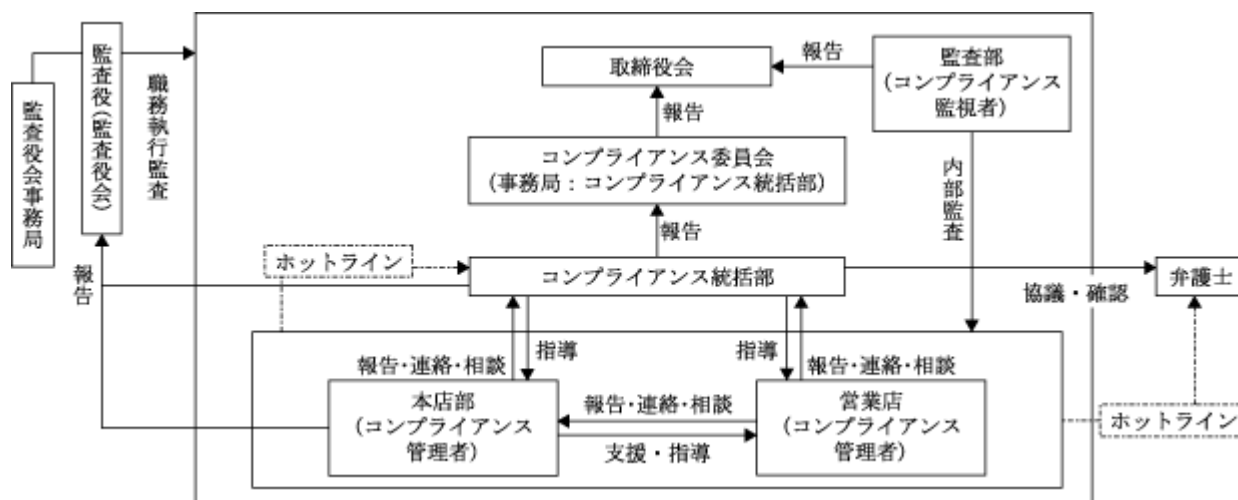 監査役会事務局
監査役(監査役会)
職務執行監査
取締役会
報告
監査部
(コンプライアンス
監視者)
報告
コンプライアンス委員会
(事務局：コンプライアンス統括部)
内部監査
報告
ホットライン
コンプライアンス統括部
弁護士
報告
協議・確認
指導
指導
報告･連絡･相談
報告･連絡･相談
本店部
(コンプライアンス
管理者)
報告･連絡･相談
支援・指導
営業店
(コンプライアンス
管理者)
ホットライン